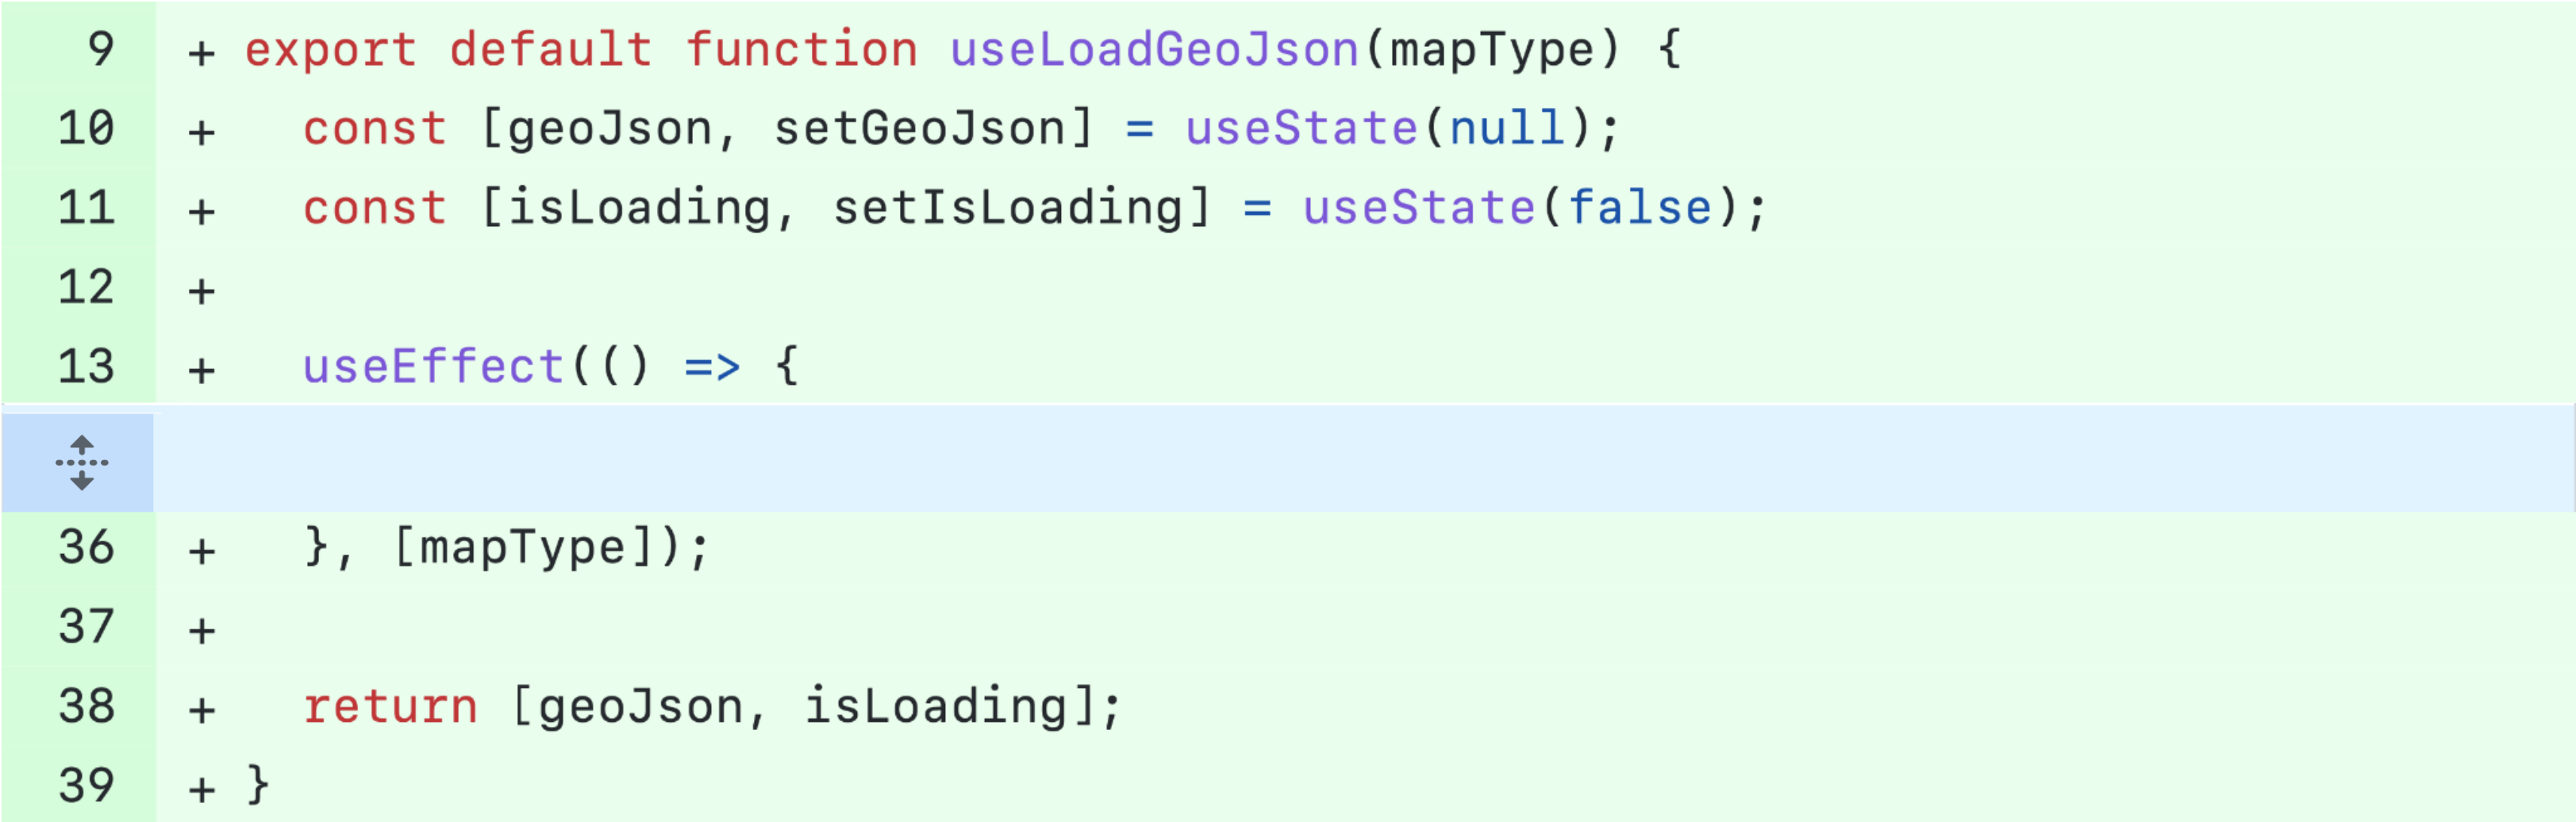 9 + export default function useLoadGeoJson(mapType) {
10 +   const [geoJson, setGeoJson] = useState(null);
11 +   const [isLoading, setIsLoading] = useState(false);
12 +
13 +   useEffect(() => {
36 +   }, [mapType]);
37 +
38 +   return [geoJson, isLoading];
39 + }